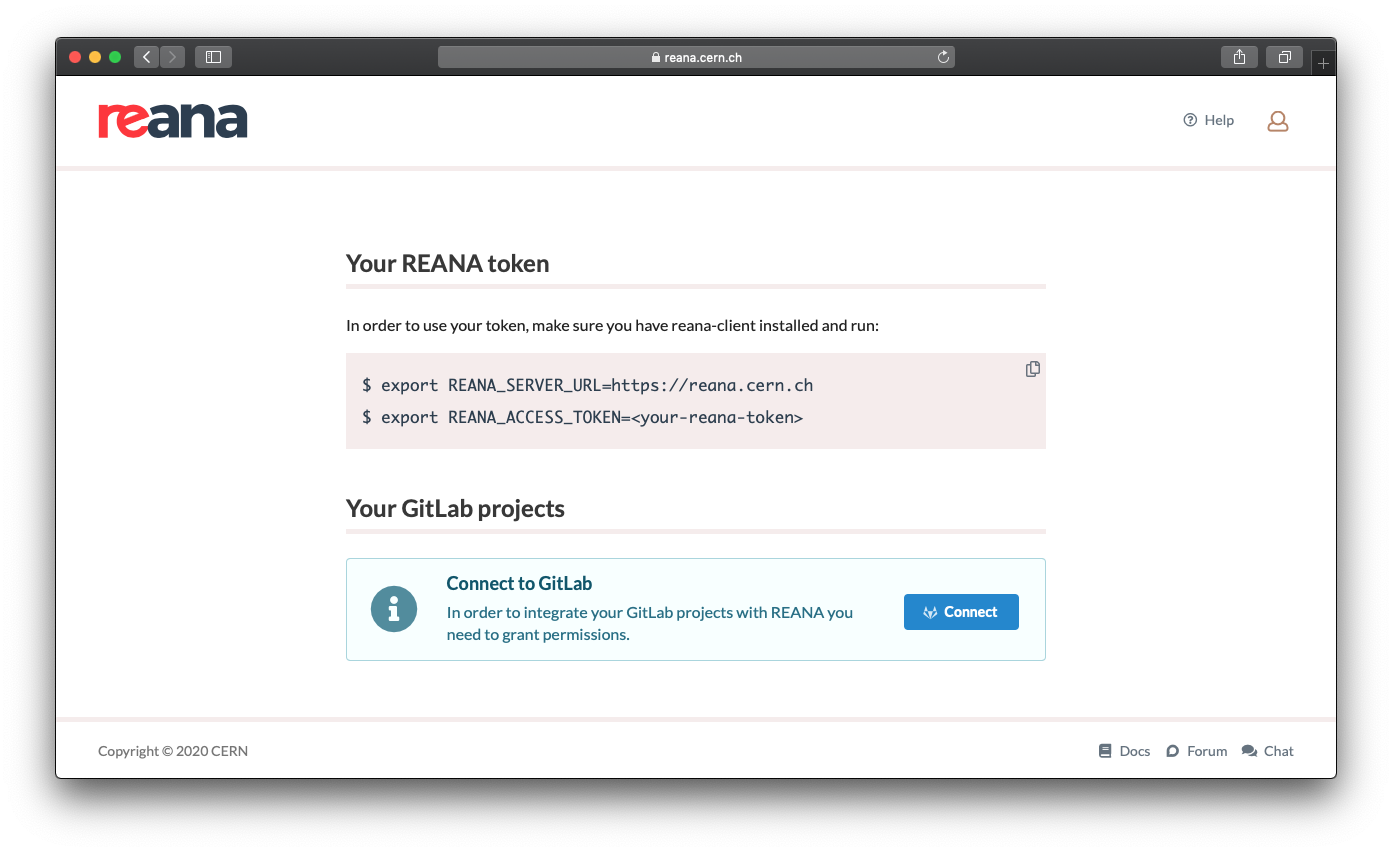 reana.cern.ch
reana
Help
Your REANA token
In order to use your token, make sure you have reana-client installed and run:
$ export REANA_SERVER_URL=https://reana.cern.ch
$ export REANA_ACCESS_TOKEN=<your-reana-token>
Your GitLab projects
Connect to GitLab
In order to integrate your GitLab projects with REANA you
need to grant permissions.
Connect
Copyright © 2020 CERN
Docs
Forum
Chat